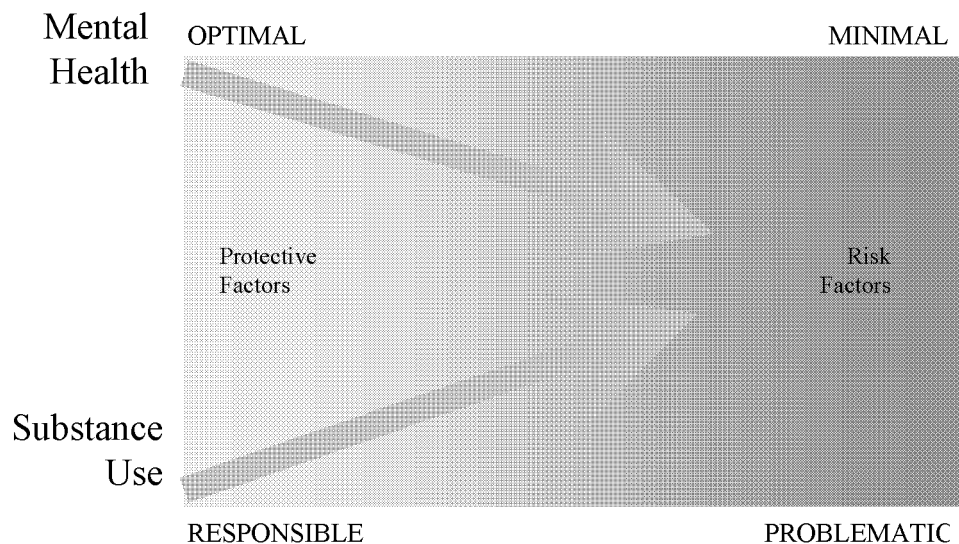 Mental
Health
OPTIMAL
MINIMAL
Protective
Factors
Risk
Factors
Substance
Use
RESPONSIBLE
PROBLEMATIC